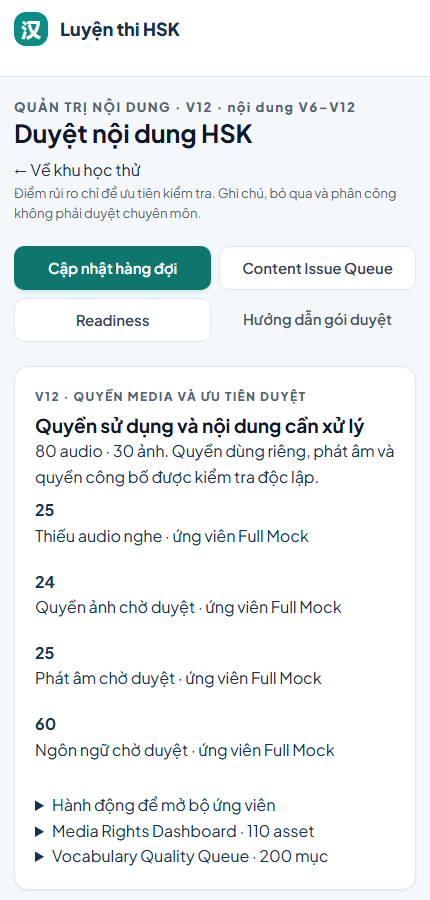 汉 Luyện thi HSK
QUẢN TRỊ NỘI DUNG · V12 · nội dung V6–V12
Duyệt nội dung HSK
← Về khu học thử
Điểm rủi ro chỉ để ưu tiên kiểm tra. Ghi chú, bỏ qua và phân công
không phải duyệt chuyên môn.
Cập nhật hàng đợi
Content Issue Queue
Readiness
Hướng dẫn gói duyệt
V12 · QUYỀN MEDIA VÀ ƯU TIÊN DUYỆT
Quyền sử dụng và nội dung cần xử lý
80 audio · 30 ảnh. Quyền dùng riêng, phát âm và
quyền công bố được kiểm tra độc lập.
25
Thiếu audio nghe · ứng viên Full Mock
24
Quyền ảnh chờ duyệt · ứng viên Full Mock
25
Phát âm chờ duyệt · ứng viên Full Mock
60
Ngôn ngữ chờ duyệt · ứng viên Full Mock
▶ Hành động để mở bộ ứng viên
▶ Media Rights Dashboard · 110 asset
▶ Vocabulary Quality Queue · 200 mục